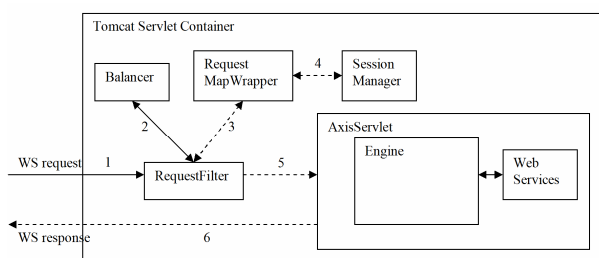 Tomcat Servlet Container
Balancer
Request
MapWrapper
4
Session
Manager
2
3
AxisServlet
Engine
Web
Services
WS request
1
RequestFilter
5
WS response
6